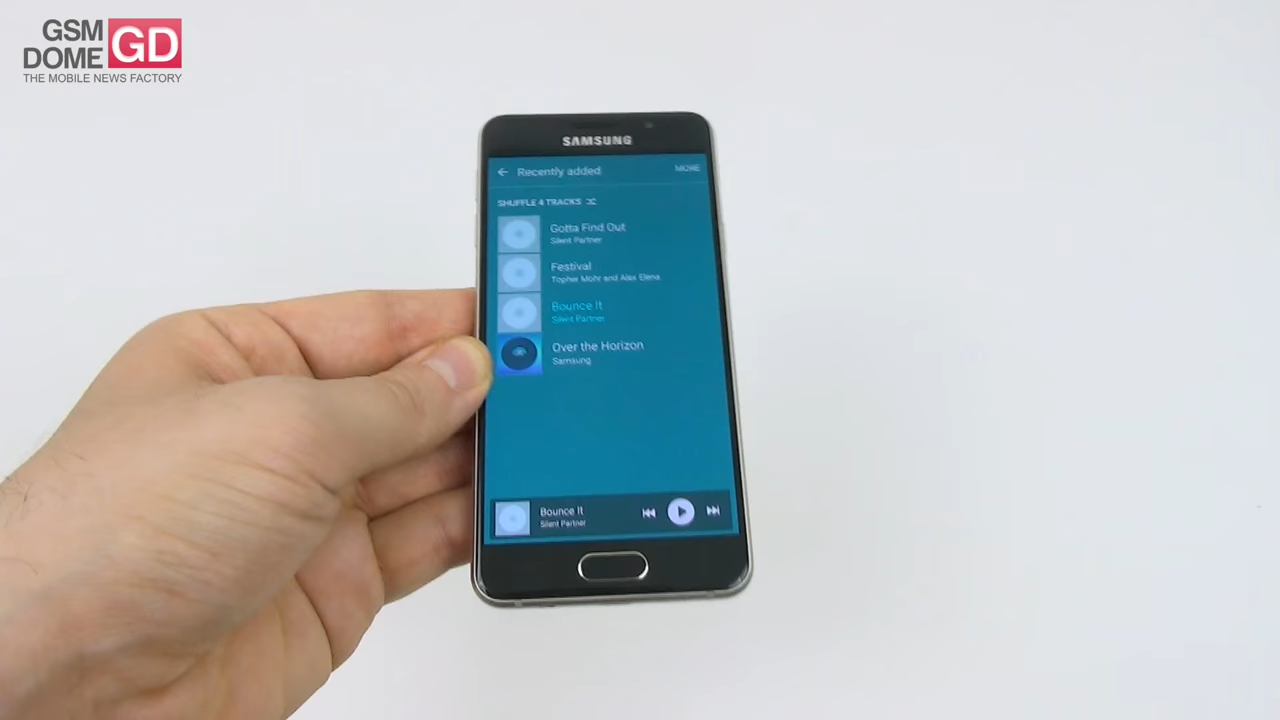 GSM
DOME GD
THE MOBILE NEWS FACTORY
SAMSUNG
Recently added MORE
SHUFFLE 4 TRACKS
Gotta Find Out
Silent Partner
Festival
Topher Mohr and Alex Elena
Bounce It
Silent Partner
Over the Horizon
Samsung
Bounce It
Silent Partner